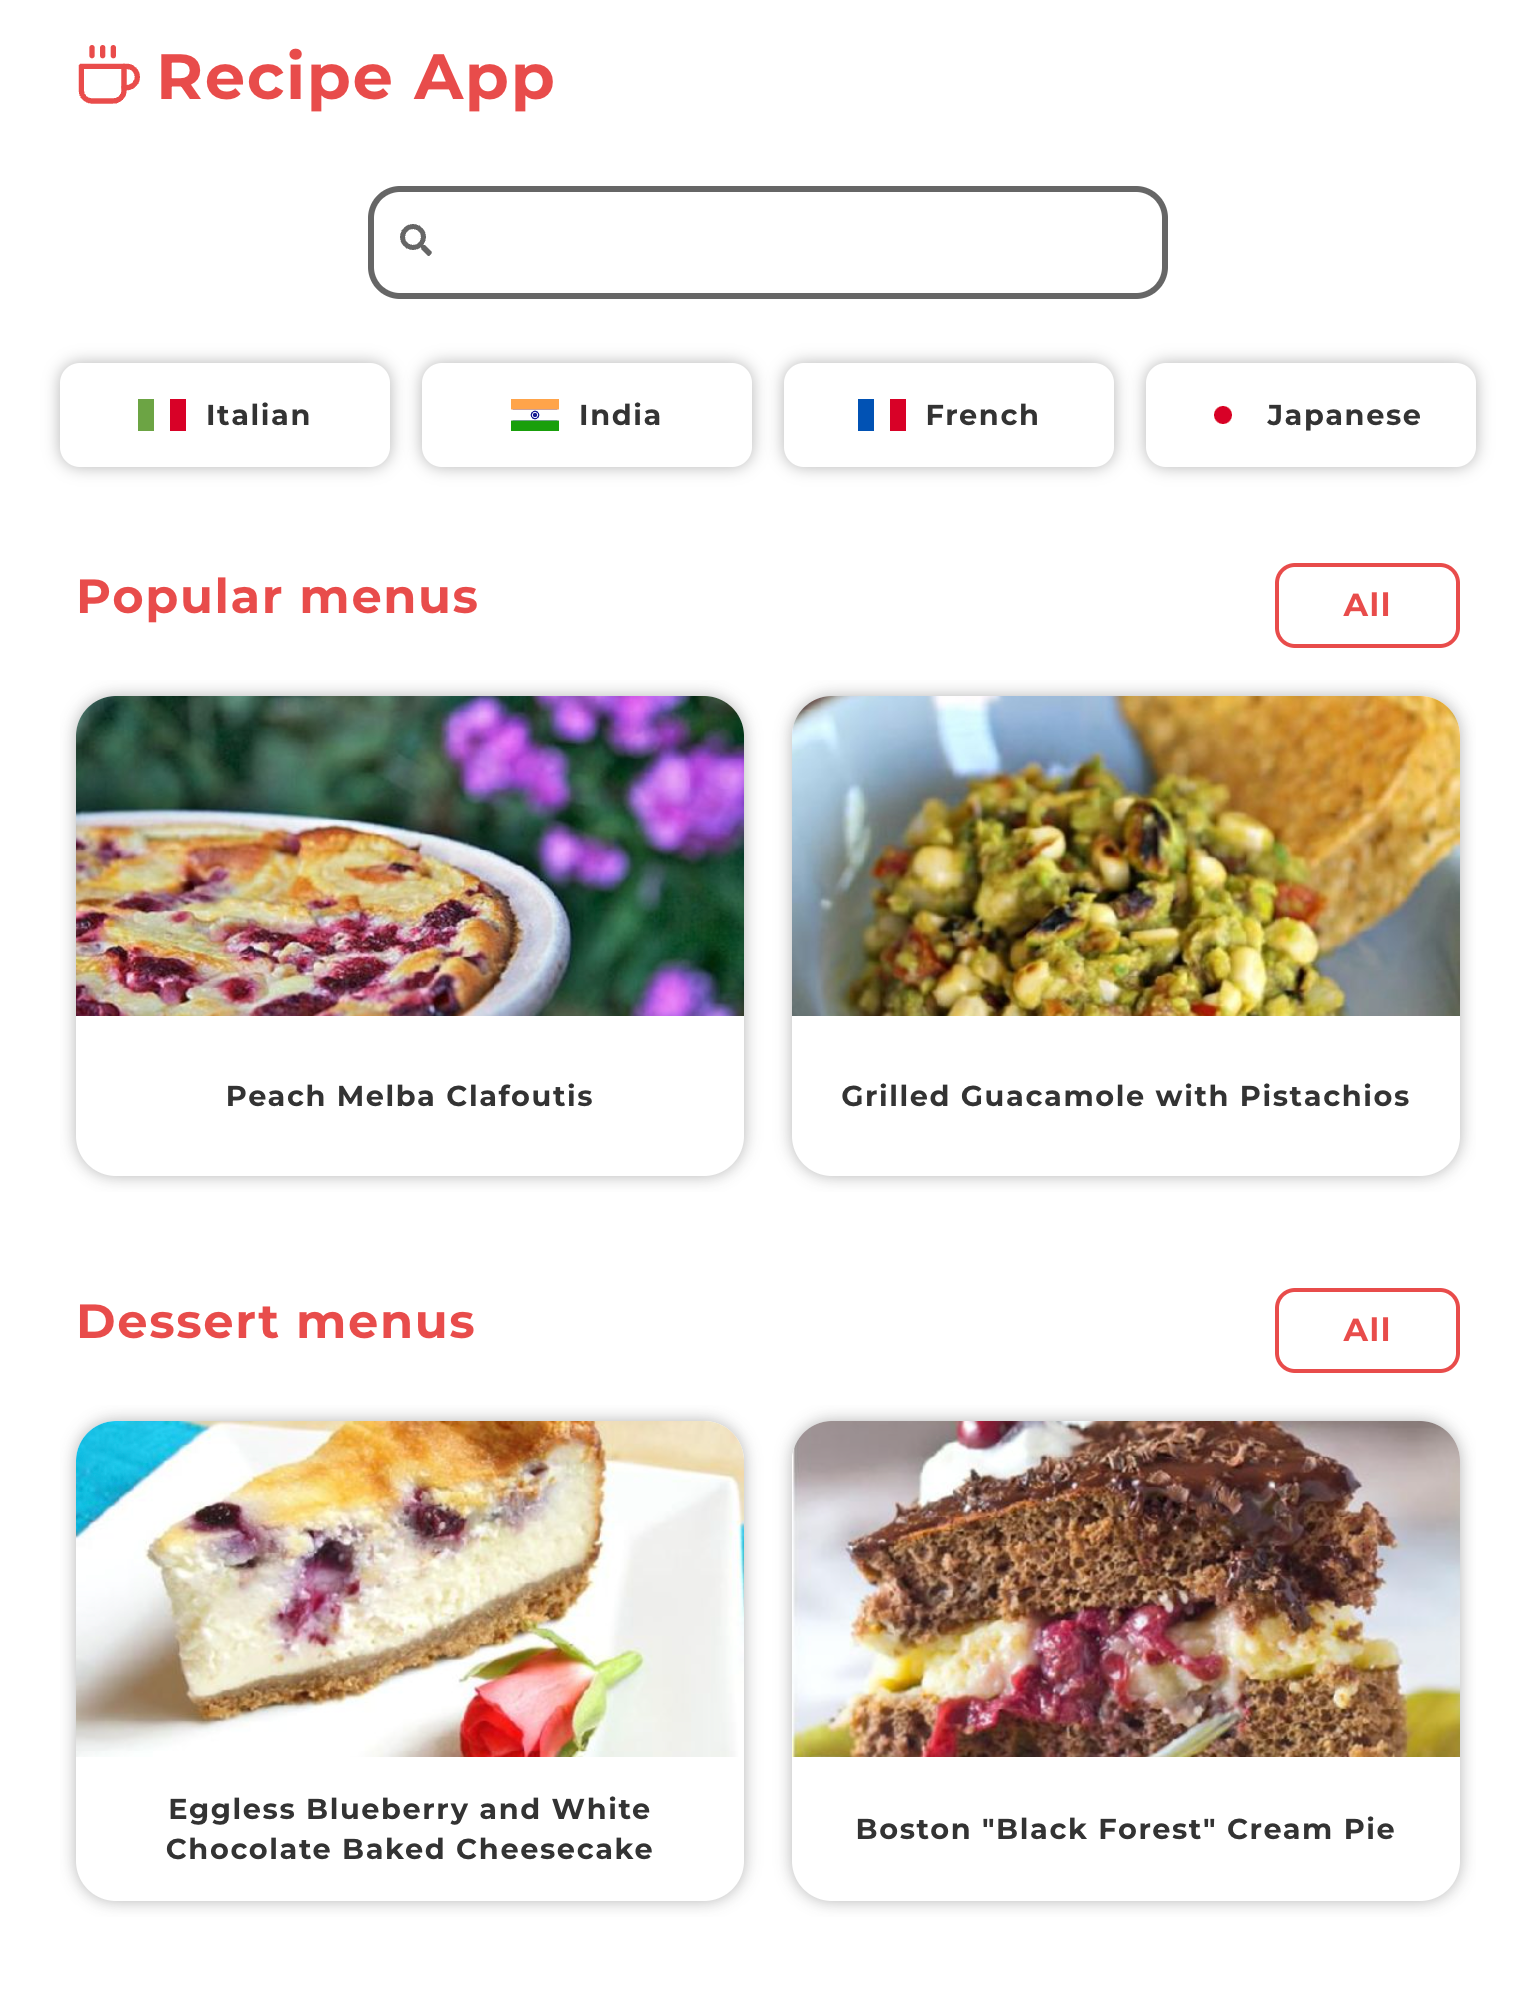 Recipe App
Italian
India
French
Japanese
Popular menus
All
Peach Melba Clafoutis
Grilled Guacamole with Pistachios
Dessert menus
All
Eggless Blueberry and White
Chocolate Baked Cheesecake
Boston "Black Forest" Cream Pie